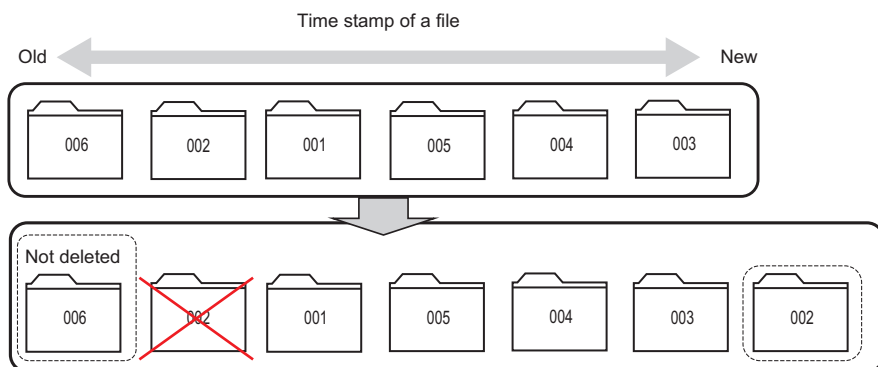 Time stamp of a file
Old New
006 002 001 005 004 003
Not deleted
006 002 001 005 004 003 002